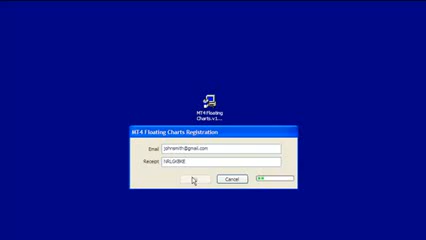 MT4 Floating
Charts.v1....
MT4 Floating Charts Registration
Email
johnsmith@gmail.com
Receipt
Cancel